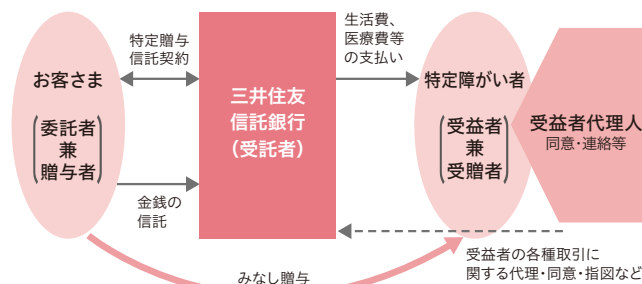 お客さま
(委託者
兼
贈与者)
特定贈与
信託契約
金銭の
信託
三井住友
信託銀行
(受託者)
生活費、
医療費等
の支払い
特定障がい者
(受益者
兼
受贈者)
受益者代理人
同意・連絡等
受益者の各種取引に
関する代理・同意・指図など
みなし贈与